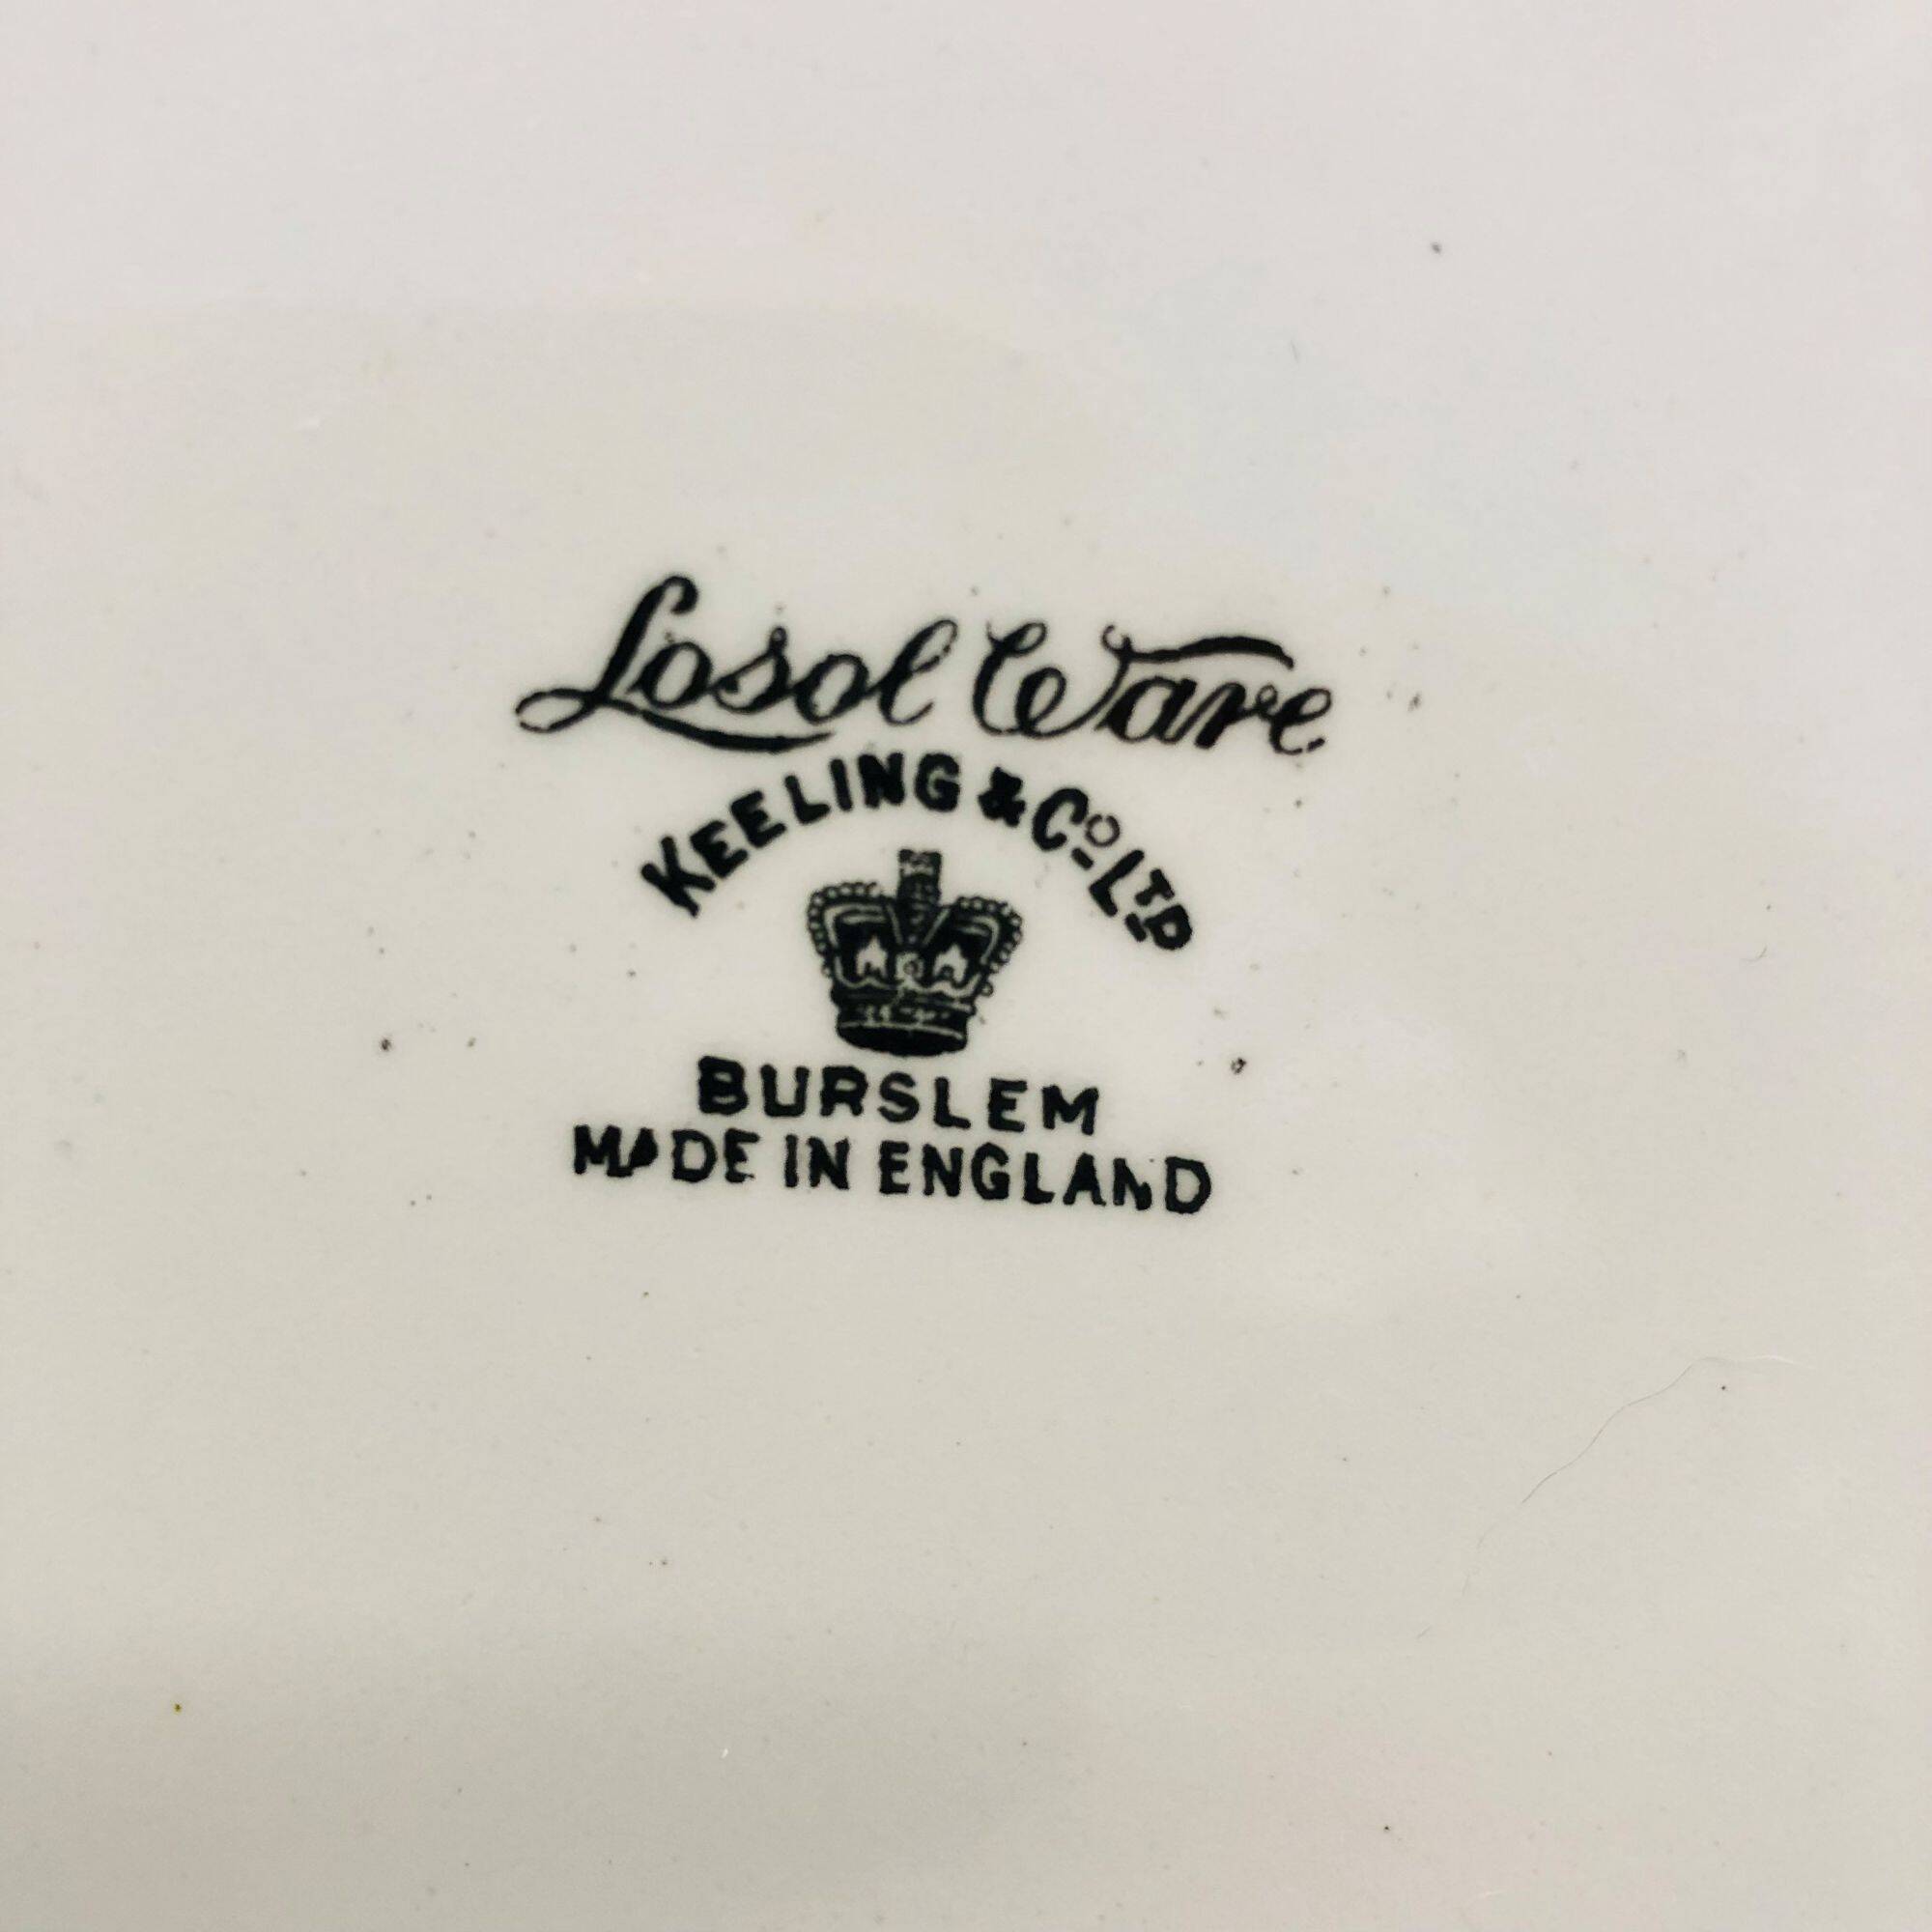 Losol Ware
KEELING & Co LTD
BURSLEM
MADE IN ENGLAND